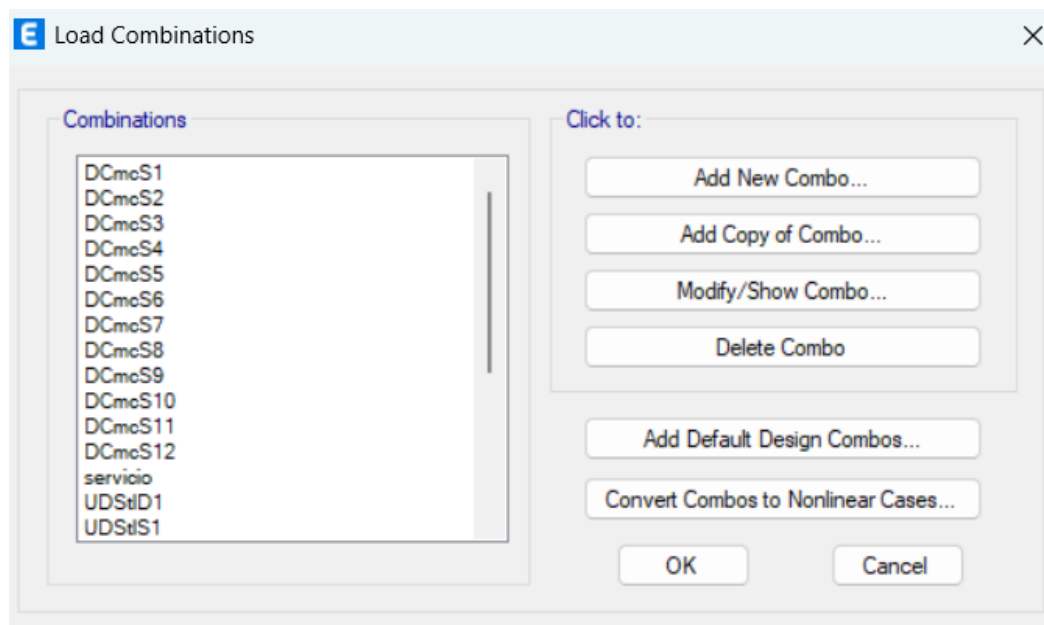 E Load Combinations
Combinations
DCmcS1
DCmcS2
DCmcS3
DCmcS4
DCmcS5
DCmcS6
DCmcS7
DCmcS8
DCmcS9
DCmcS10
DCmcS11
DCmcS12
servicio
UDStlD1
UDStlS1
Click to:
Add New Combo...
Add Copy of Combo...
Modify/Show Combo...
Delete Combo
Add Default Design Combos...
Convert Combos to Nonlinear Cases...
OK
Cancel